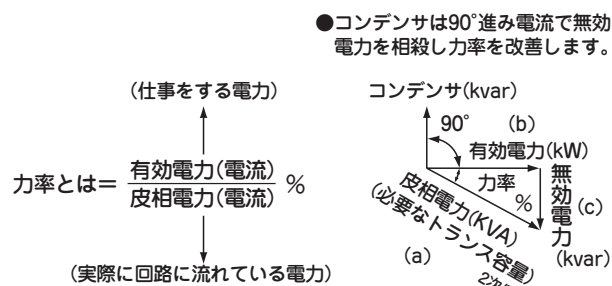 ●コンデンサは90°進み電流で無効
電力を相殺し力率を改善します。
(仕事をする電力)
力率とは＝ 有効電力(電流) %
皮相電力(電流)
(実際に回路に流れている電力)
コンデンサ(kvar)
90°
(b)
有効電力(kW)
力率
%
無効電力
(c)
(kvar)
皮相電力(KVA)
(必要なトランス容量)
(a)